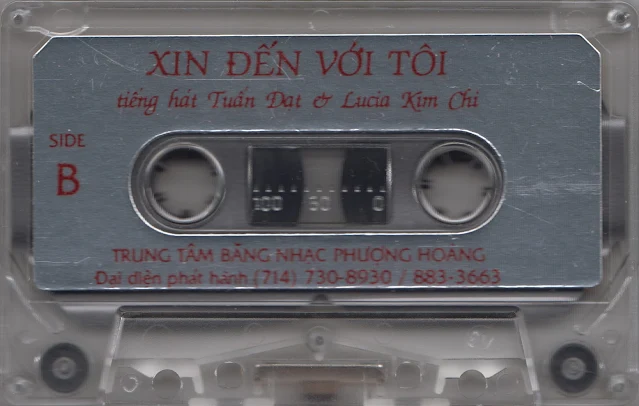 XIN ĐẾN VỚI TÔI
tiếng hát Tuấn Đạt & Lucia Kim Chi
SIDE
B
100 50 0
TRUNG TÂM BĂNG NHẠC PHƯỢNG HOÀNG
Đại diện phát hành (714) 730-8930 / 883-3663